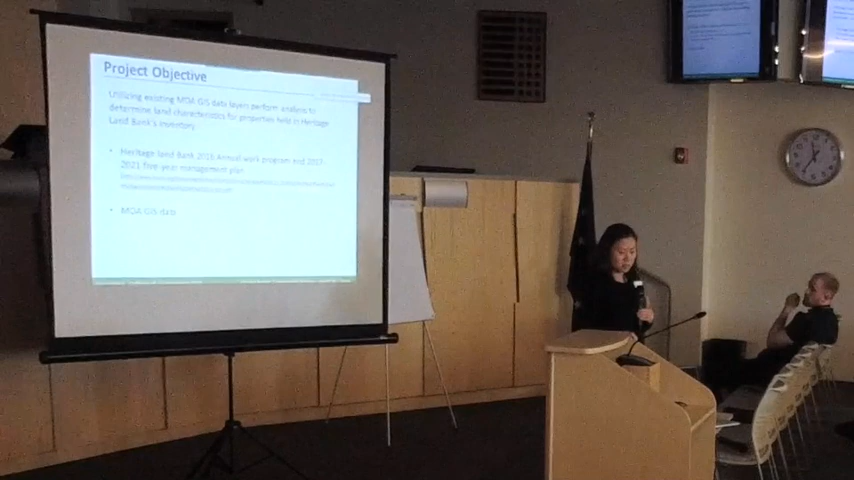 Project Objective
Utilizing existing MOA GIS data layers perform analysis to
determine land characteristics for properties held in Heritage
Land Bank's inventory.
Heritage land Bank 2016 Annual work program and 2017-
2021 five-year management plan
MOA GIS data